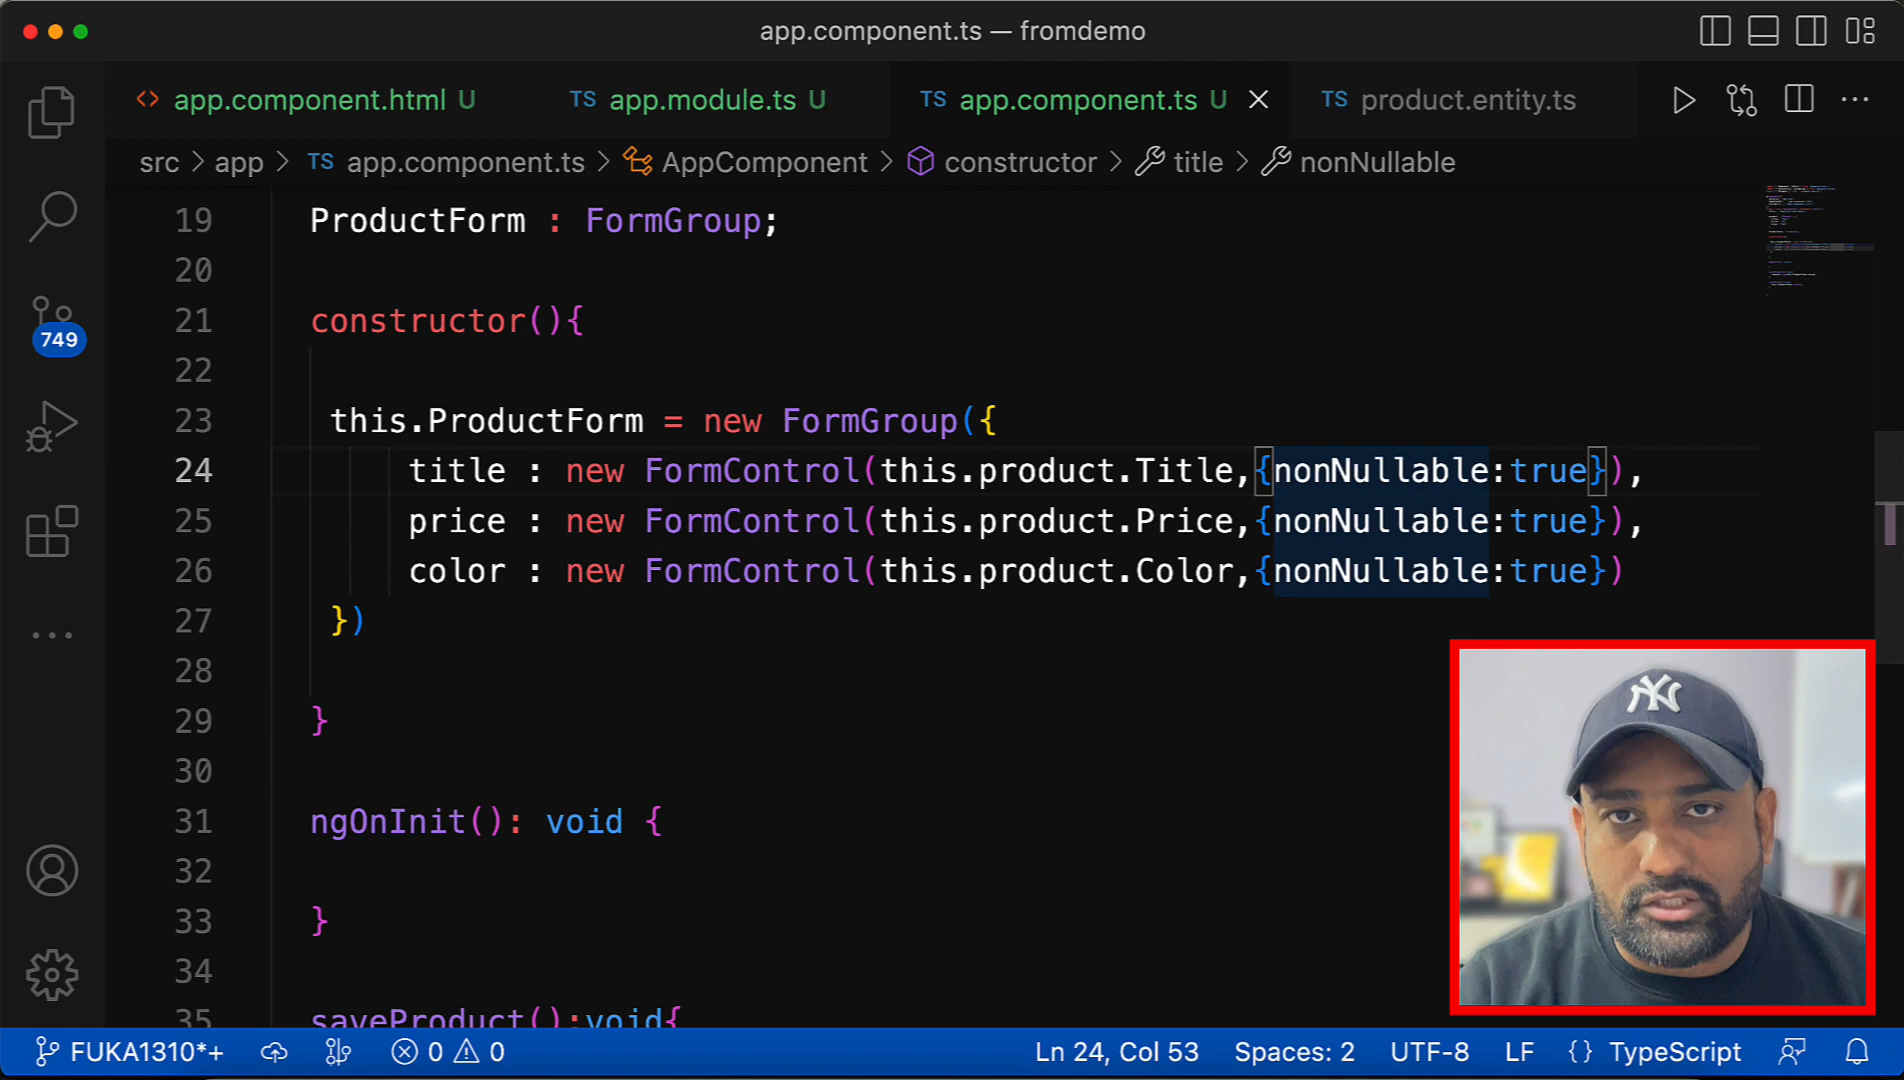 app.component.ts — fromdemo
<> app.component.html U TS app.module.ts U TS app.component.ts U TS product.entity.ts
src > app > TS app.component.ts > AppComponent > constructor > title > nonNullable
19 ProductForm : FormGroup;
20
21 constructor(){
22
23 this.ProductForm = new FormGroup({
24 title : new FormControl(this.product.Title,{nonNullable:true}),
25 price : new FormControl(this.product.Price,{nonNullable:true}),
26 color : new FormControl(this.product.Color,{nonNullable:true})
27 })
28
29 }
30
31 ngOnInit(): void {
32
33 }
34
35 saveProduct():void{
749
NY
FUKA1310*+ 0 0 Ln 24, Col 53 Spaces: 2 UTF-8 LF {} TypeScript